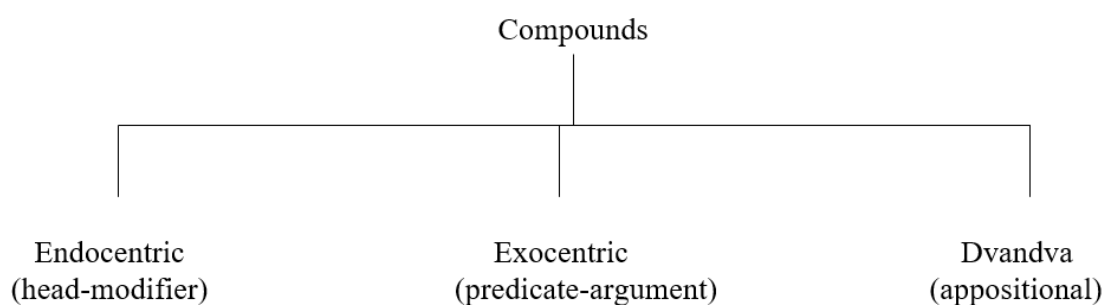 Compounds
Endocentric
(head-modifier)
Exocentric
(predicate-argument)
Dvandva
(appositional)